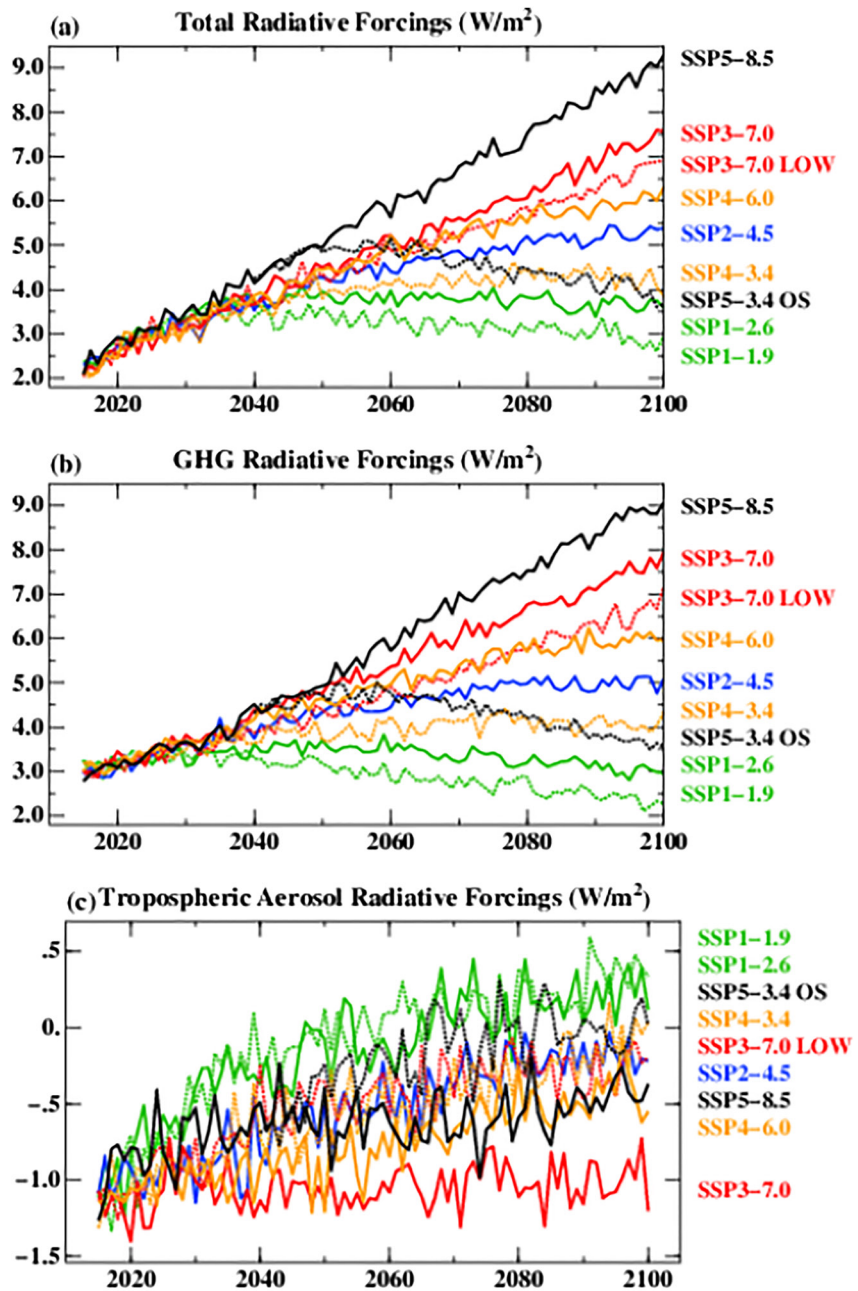 (a) Total Radiative Forcings (W/m²)
9.0
8.0
7.0
6.0
5.0
4.0
3.0
2.0
SSP5-8.5
SSP3-7.0
SSP3-7.0 LOW
SSP4-6.0
SSP2-4.5
SSP4-3.4
SSP5-3.4 OS
SSP1-2.6
SSP1-1.9
2020 2040 2060 2080 2100
(b) GHG Radiative Forcings (W/m²)
9.0
8.0
7.0
6.0
5.0
4.0
3.0
2.0
SSP5-8.5
SSP3-7.0
SSP3-7.0 LOW
SSP4-6.0
SSP2-4.5
SSP4-3.4
SSP5-3.4 OS
SSP1-2.6
SSP1-1.9
2020 2040 2060 2080 2100
(c) Tropospheric Aerosol Radiative Forcings (W/m²)
.5
0.
-.5
-1.0
-1.5
SSP1-1.9
SSP1-2.6
SSP5-3.4 OS
SSP4-3.4
SSP3-7.0 LOW
SSP2-4.5
SSP5-8.5
SSP4-6.0
SSP3-7.0
2020 2040 2060 2080 2100